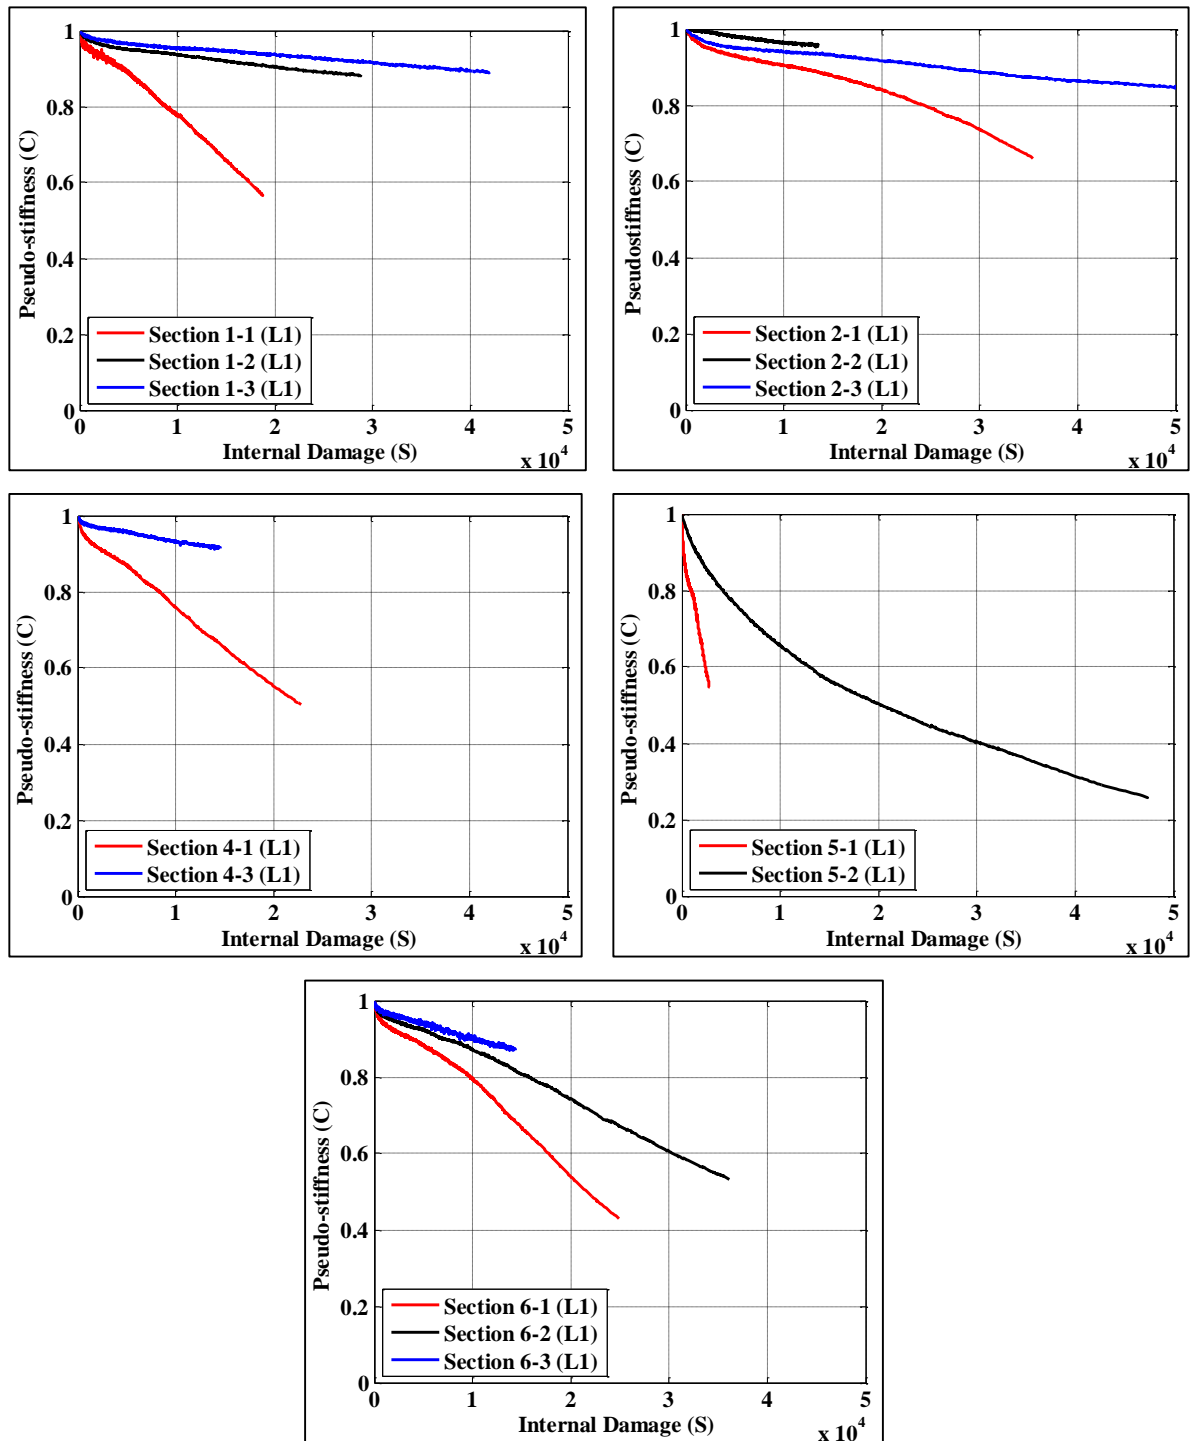 1
0.8
0.6
0.4
0.2
0
Pseudo-stiffness (C)
Section 1-1 (L1)
Section 1-2 (L1)
Section 1-3 (L1)
0 1 2 3 4 5
Internal Damage (S)
x 10^4
1
0.8
0.6
0.4
0.2
0
Pseudostiffness (C)
Section 2-1 (L1)
Section 2-2 (L1)
Section 2-3 (L1)
0 1 2 3 4 5
Internal Damage (S)
x 10^4
1
0.8
0.6
0.4
0.2
0
Pseudo-stiffness (C)
Section 4-1 (L1)
Section 4-3 (L1)
0 1 2 3 4 5
Internal Damage (S)
x 10^4
1
0.8
0.6
0.4
0.2
0
Pseudo-stiffness (C)
Section 5-1 (L1)
Section 5-2 (L1)
0 1 2 3 4 5
Internal Damage (S)
x 10^4
1
0.8
0.6
0.4
0.2
0
Pseudo-stiffness (C)
Section 6-1 (L1)
Section 6-2 (L1)
Section 6-3 (L1)
0 1 2 3 4 5
Internal Damage (S)
x 10^4